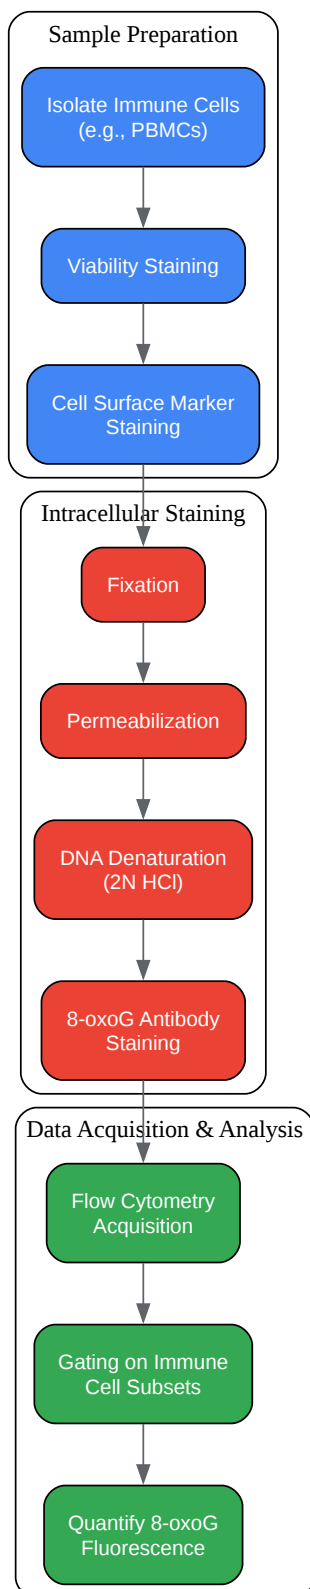 Sample Preparation
Isolate Immune Cells
(e.g., PBMCs)
Viability Staining
Cell Surface Marker
Staining
Intracellular Staining
Fixation
Permeabilization
DNA Denaturation
(2N HCl)
8-oxoG Antibody
Staining
Data Acquisition & Analysis
Flow Cytometry
Acquisition
Gating on Immune
Cell Subsets
Quantify 8-oxoG
Fluorescence